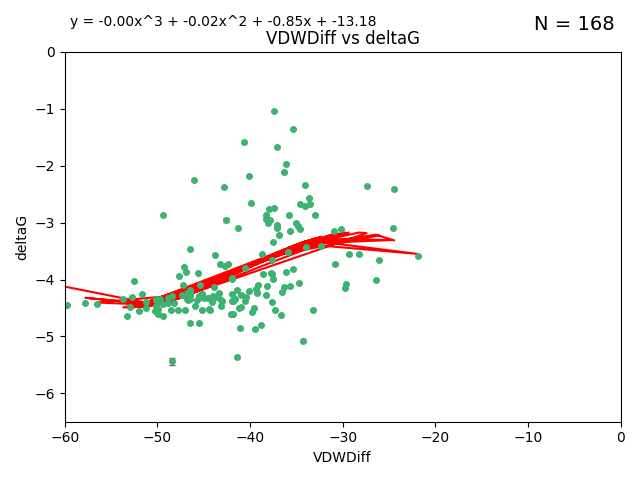 y = -0.00x^3 + -0.02x^2 + -0.85x + -13.18
N = 168
VDWDiff vs deltaG
0
−1
−2
−3
−4
−5
−6
deltaG
−60 −50 −40 −30 −20 −10 0
VDWDiff